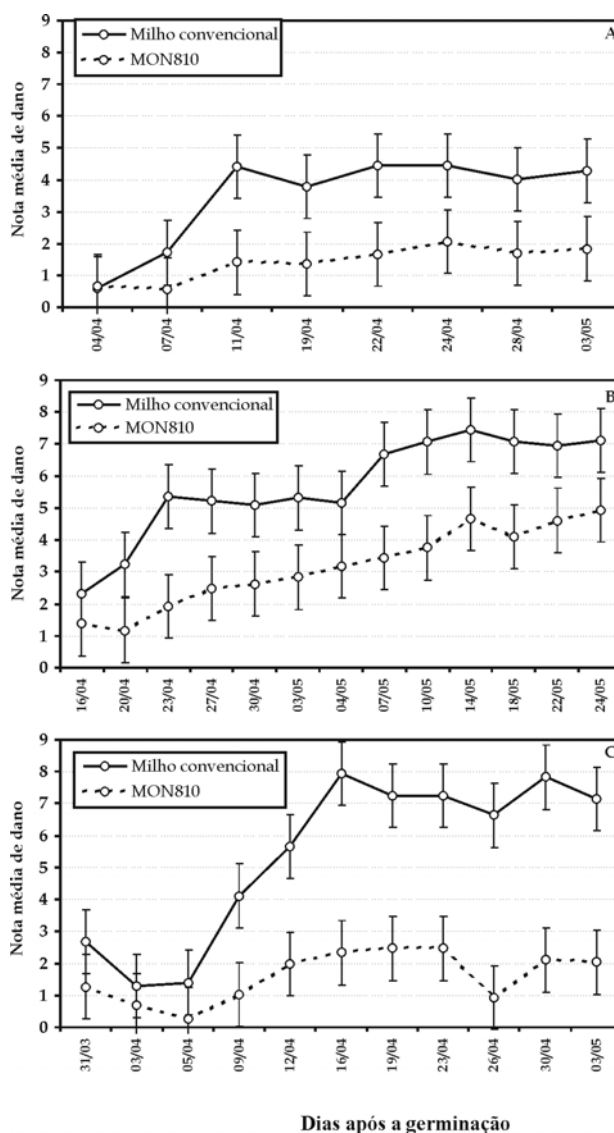 A
Milho convencional
MON810
Nota média de dano
9
8
7
6
5
4
3
2
1
0
04/04 07/04 11/04 19/04 22/04 24/04 28/04 03/05
B
Milho convencional
MON810
Nota média de dano
9
8
7
6
5
4
3
2
1
0
16/04 20/04 23/04 27/04 30/04 03/05 04/05 07/05 10/05 14/05 18/05 22/05 24/05
C
Milho convencional
MON810
Nota média de dano
9
8
7
6
5
4
3
2
1
0
31/03 03/04 05/04 09/04 12/04 16/04 19/04 23/04 26/04 30/04 03/05
Dias após a germinação